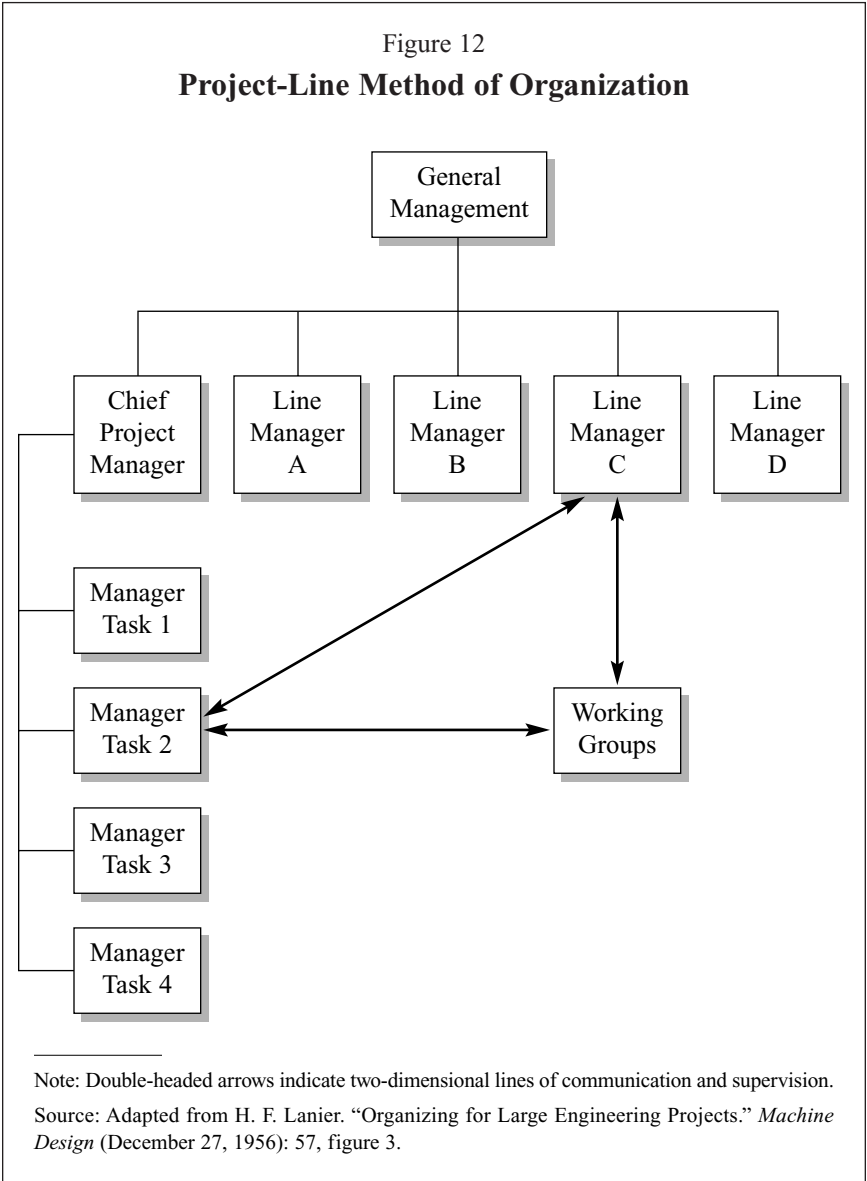 Figure 12
Project-Line Method of Organization
General
Management
Chief
Project
Manager
Line
Manager
A
Line
Manager
B
Line
Manager
C
Line
Manager
D
Manager
Task 1
Manager
Task 2
Working
Groups
Manager
Task 3
Manager
Task 4
Note: Double-headed arrows indicate two-dimensional lines of communication and supervision.
Source: Adapted from H. F. Lanier. “Organizing for Large Engineering Projects.” Machine
Design (December 27, 1956): 57, figure 3.